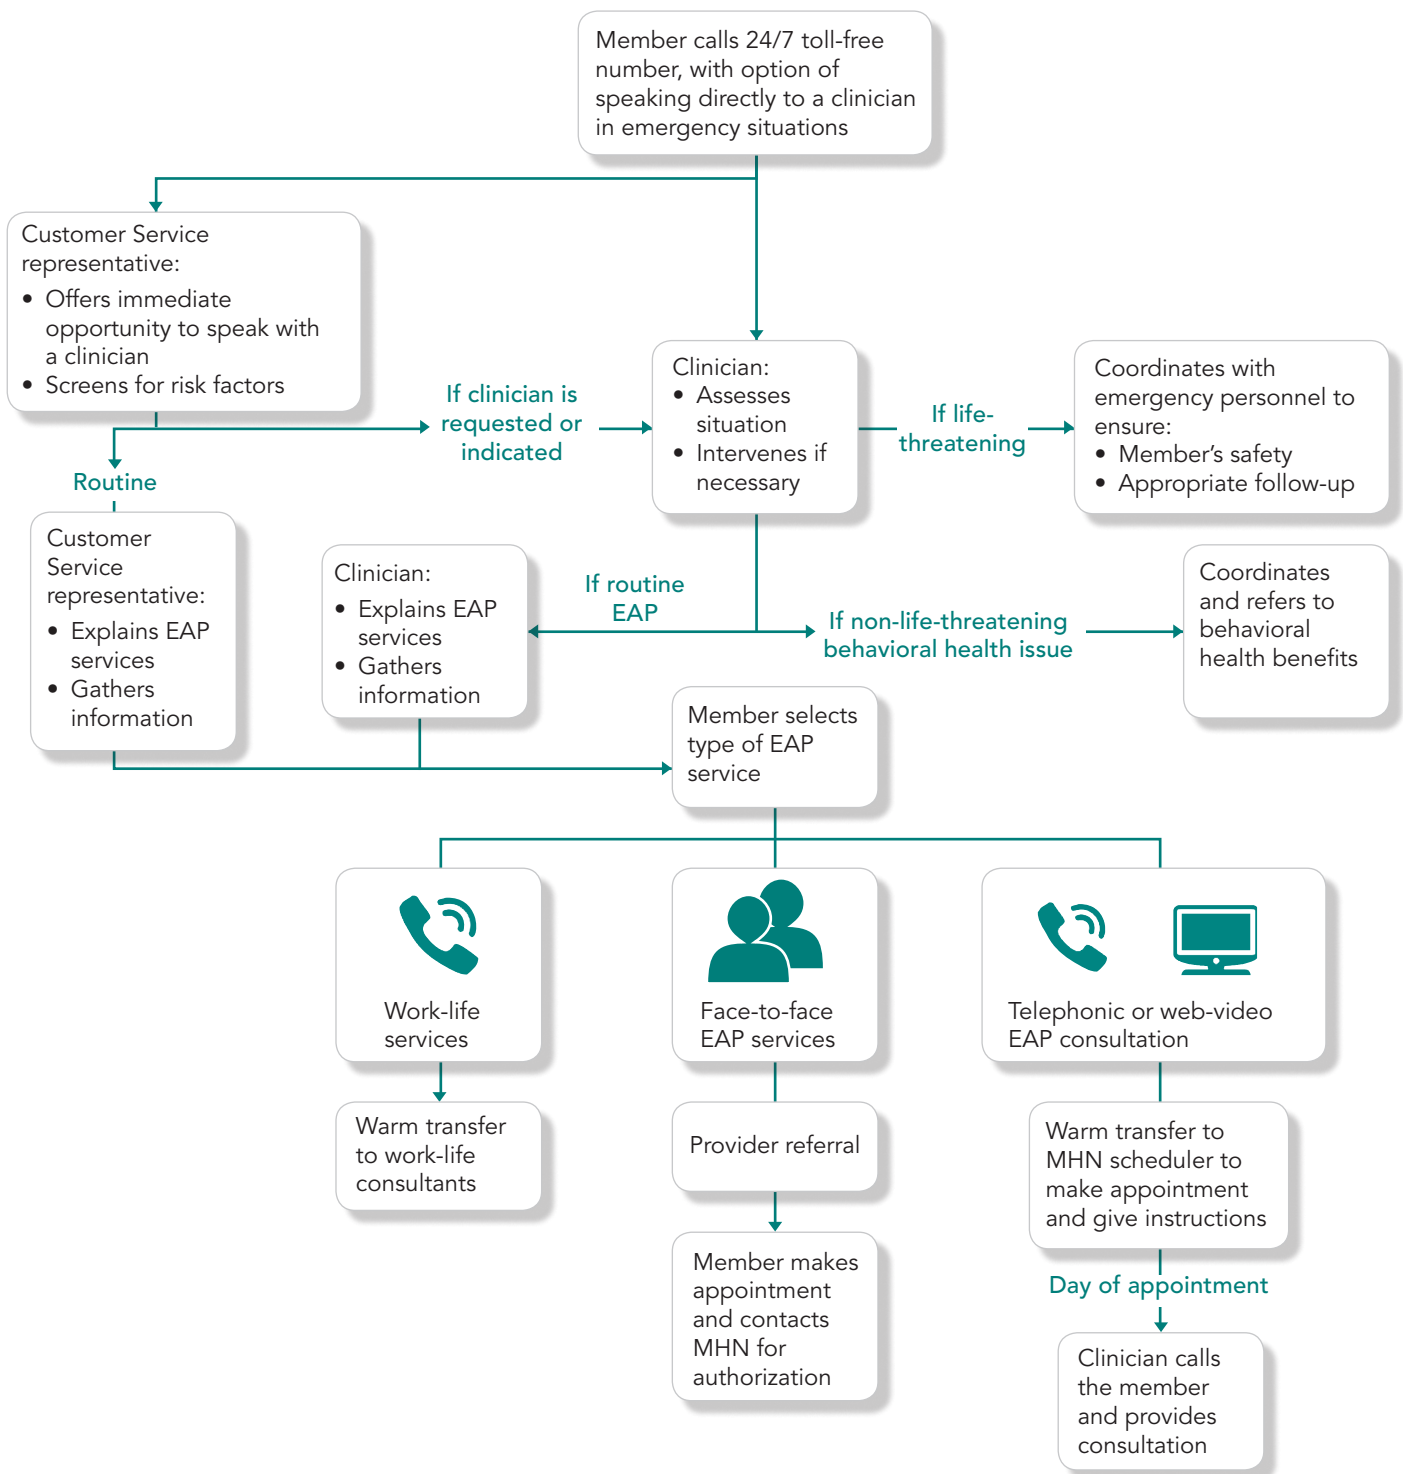 Member calls 24/7 toll-free
number, with option of
speaking directly to a clinician
in emergency situations
Customer Service
representative:
• Offers immediate
opportunity to speak with
a clinician
• Screens for risk factors
If clinician is
requested or
indicated
Clinician:
• Assesses
situation
• Intervenes if
necessary
If life-
threatening
Coordinates with
emergency personnel to
ensure:
• Member’s safety
• Appropriate follow-up
Routine
Customer
Service
representative:
• Explains EAP
services
• Gathers
information
Clinician:
• Explains EAP
services
• Gathers
information
If routine
EAP
If non-life-threatening
behavioral health issue
Coordinates
and refers to
behavioral
health benefits
Member selects
type of EAP
service
Work-life
services
Face-to-face
EAP services
Telephonic or web-video
EAP consultation
Warm transfer
to work-life
consultants
Provider referral
Warm transfer to
MHN scheduler to
make appointment
and give instructions
Member makes
appointment
and contacts
MHN for
authorization
Day of appointment
Clinician calls
the member
and provides
consultation